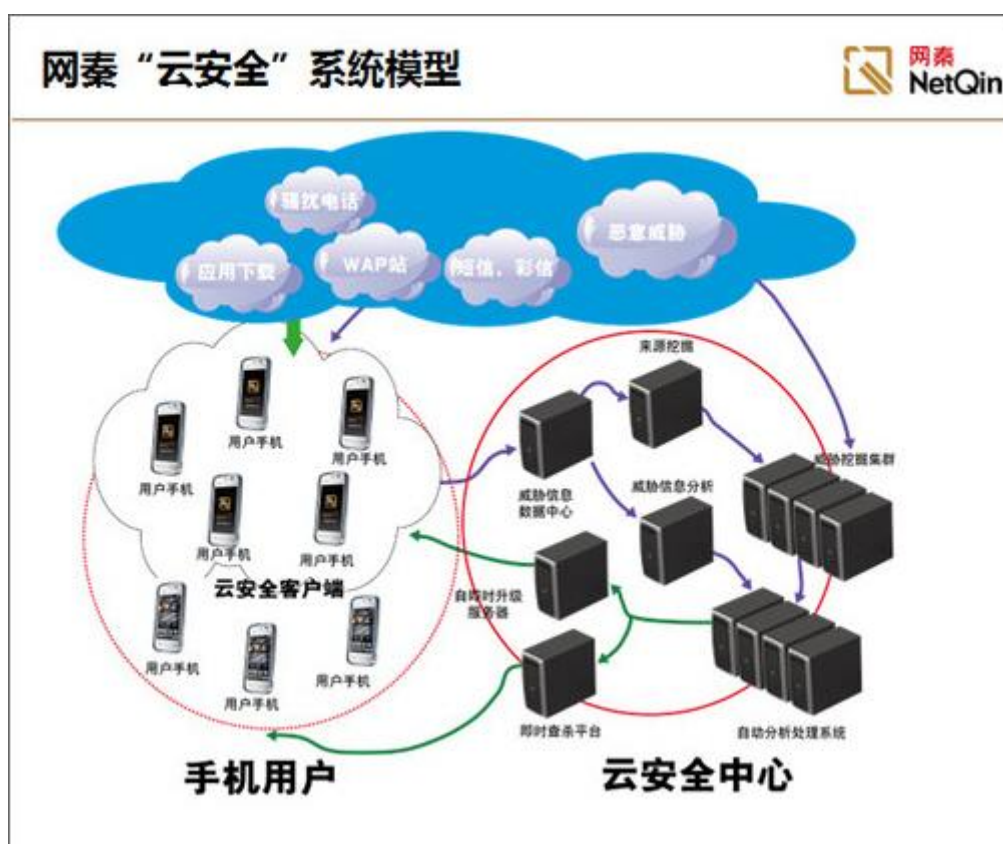 网秦“云安全”系统模型
网秦
NetQin
骚扰电话
恶意威胁
应用下载
WAP站
短信，彩信
来源挖掘
用户手机
用户手机
用户手机
威胁挖掘集群
用户手机
用户手机
威胁信息
数据中心
威胁信息分析
云安全客户端
自即时升级
服务器
用户手机
用户手机
用户手机
即时查杀平台
自动分析处理系统
手机用户
云安全中心